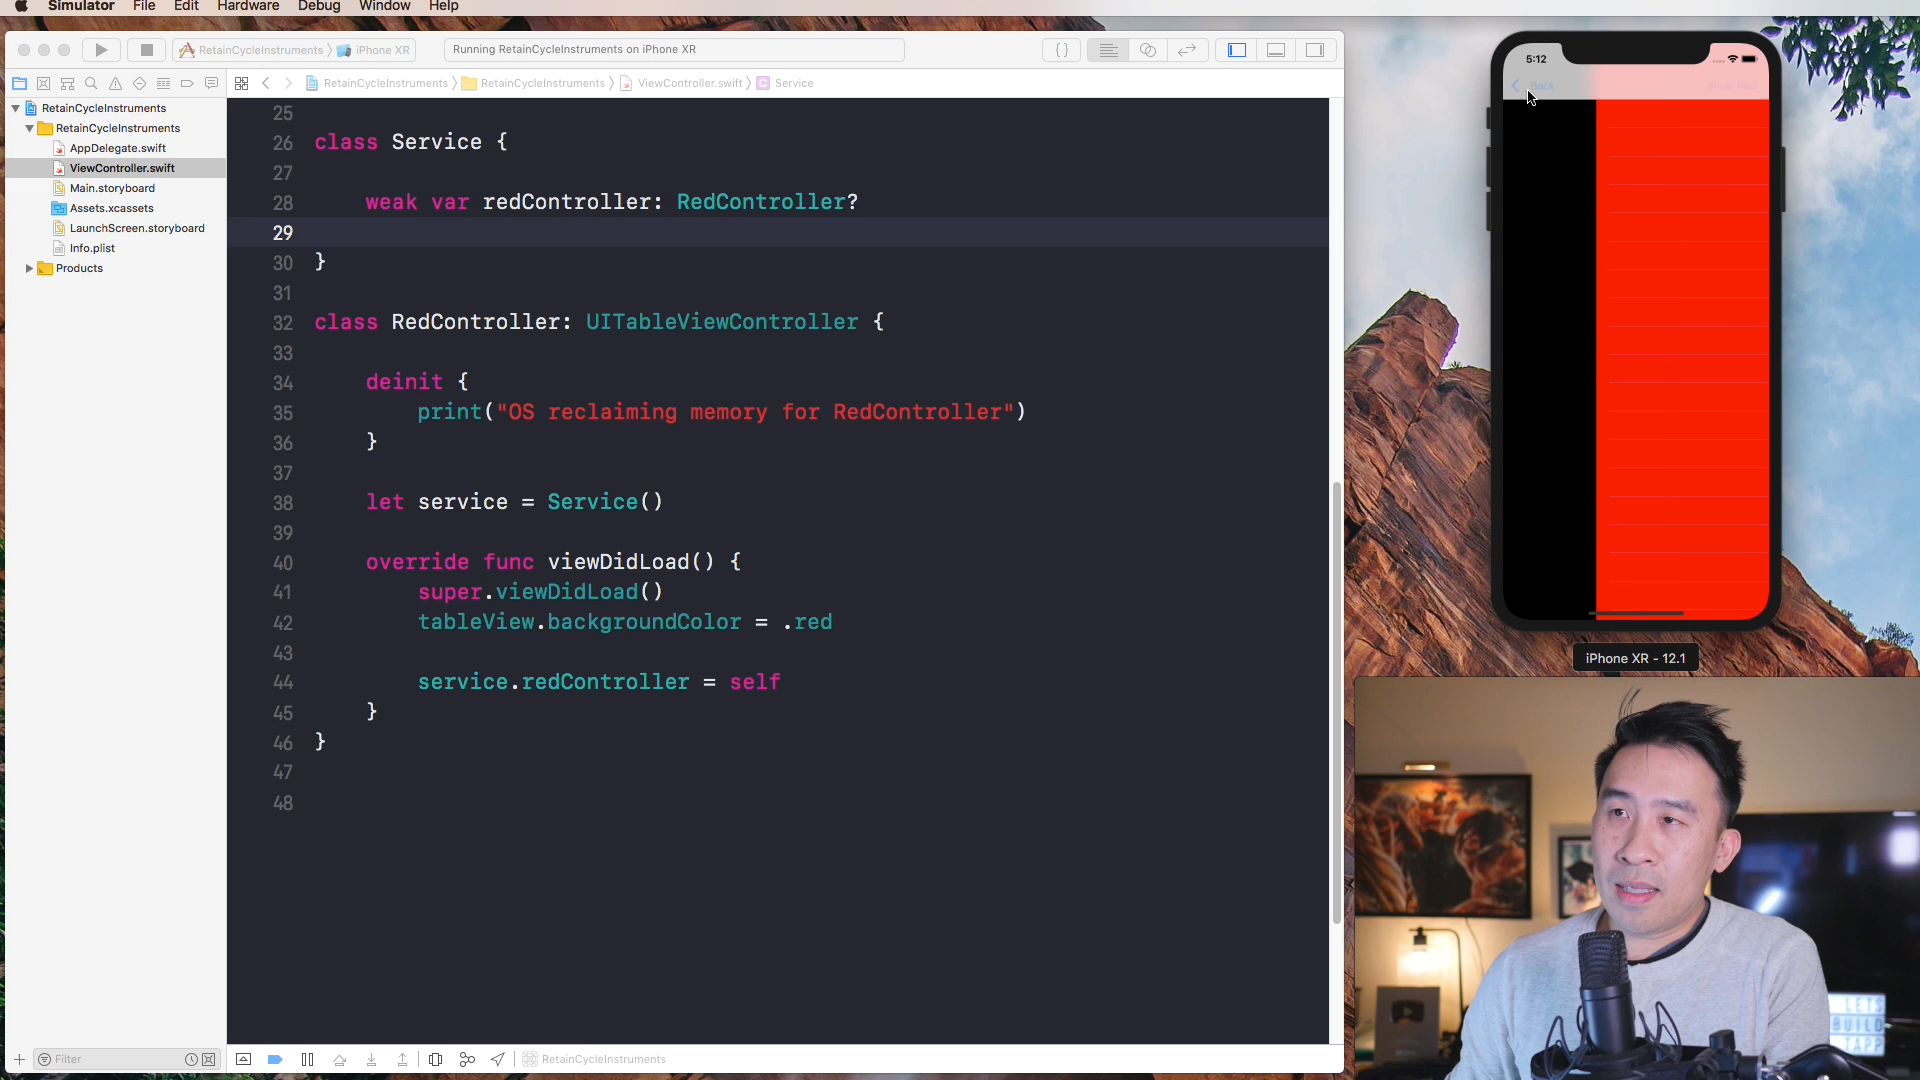 Simulator File Edit Hardware Debug Window Help
RetainCycleInstruments iPhone XR
Running RetainCycleInstruments on iPhone XR
RetainCycleInstruments RetainCycleInstruments ViewController.swift Service
RetainCycleInstruments
RetainCycleInstruments
AppDelegate.swift
ViewController.swift
Main.storyboard
Assets.xcassets
LaunchScreen.storyboard
Info.plist
Products
Filter
25
26 class Service {
27
28 weak var redController: RedController?
29
30 }
31
32 class RedController: UITableViewController {
33
34 deinit {
35 print("OS reclaiming memory for RedController")
36 }
37
38 let service = Service()
39
40 override func viewDidLoad() {
41 super.viewDidLoad()
42 tableView.backgroundColor = .red
43
44 service.redController = self
45 }
46 }
47
48
RetainCycleInstruments
5:12
Back
iPhone XR - 12.1
LETS
BUILD
TAPP